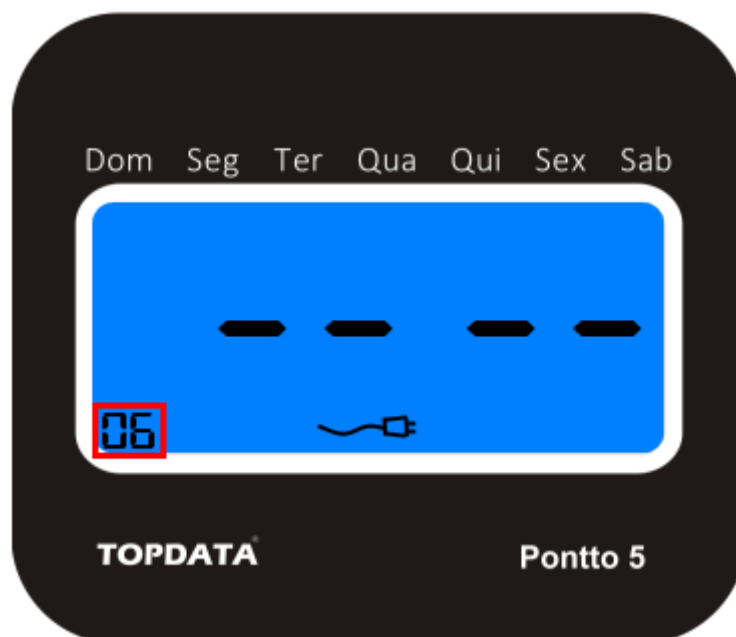 Dom Seg Ter Qua Qui Sex Sab
-- --
06
TOPDATA® Pontto 5